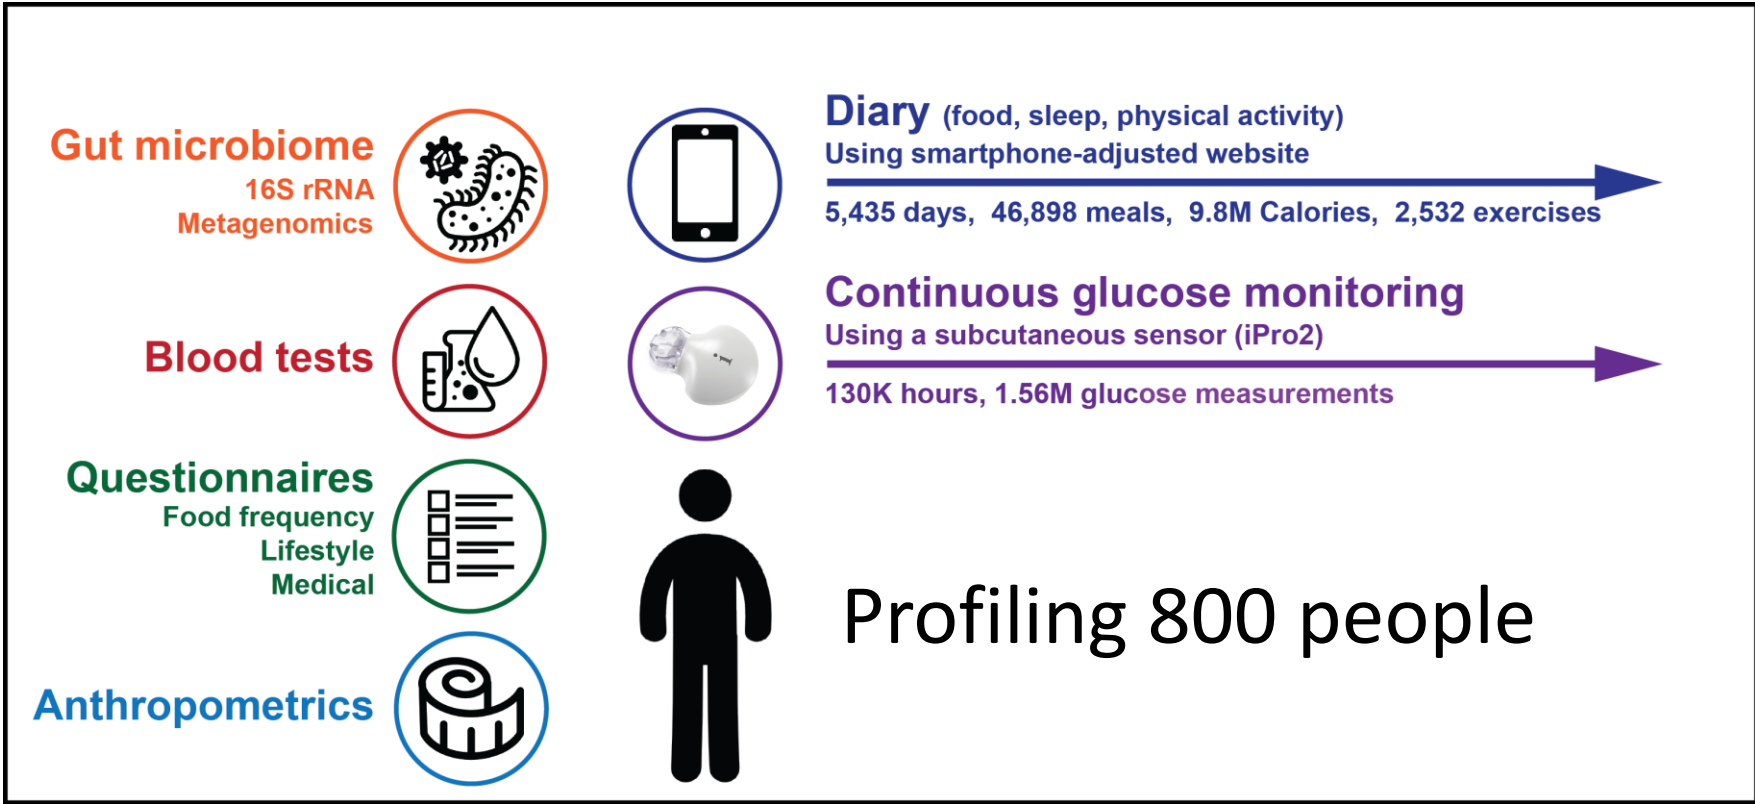 Gut microbiome
16S rRNA
Metagenomics
Blood tests
Questionnaires
Food frequency
Lifestyle
Medical
Anthropometrics
Diary (food, sleep, physical activity)
Using smartphone-adjusted website
5,435 days, 46,898 meals, 9.8M Calories, 2,532 exercises
Continuous glucose monitoring
Using a subcutaneous sensor (iPro2)
130K hours, 1.56M glucose measurements
Profiling 800 people